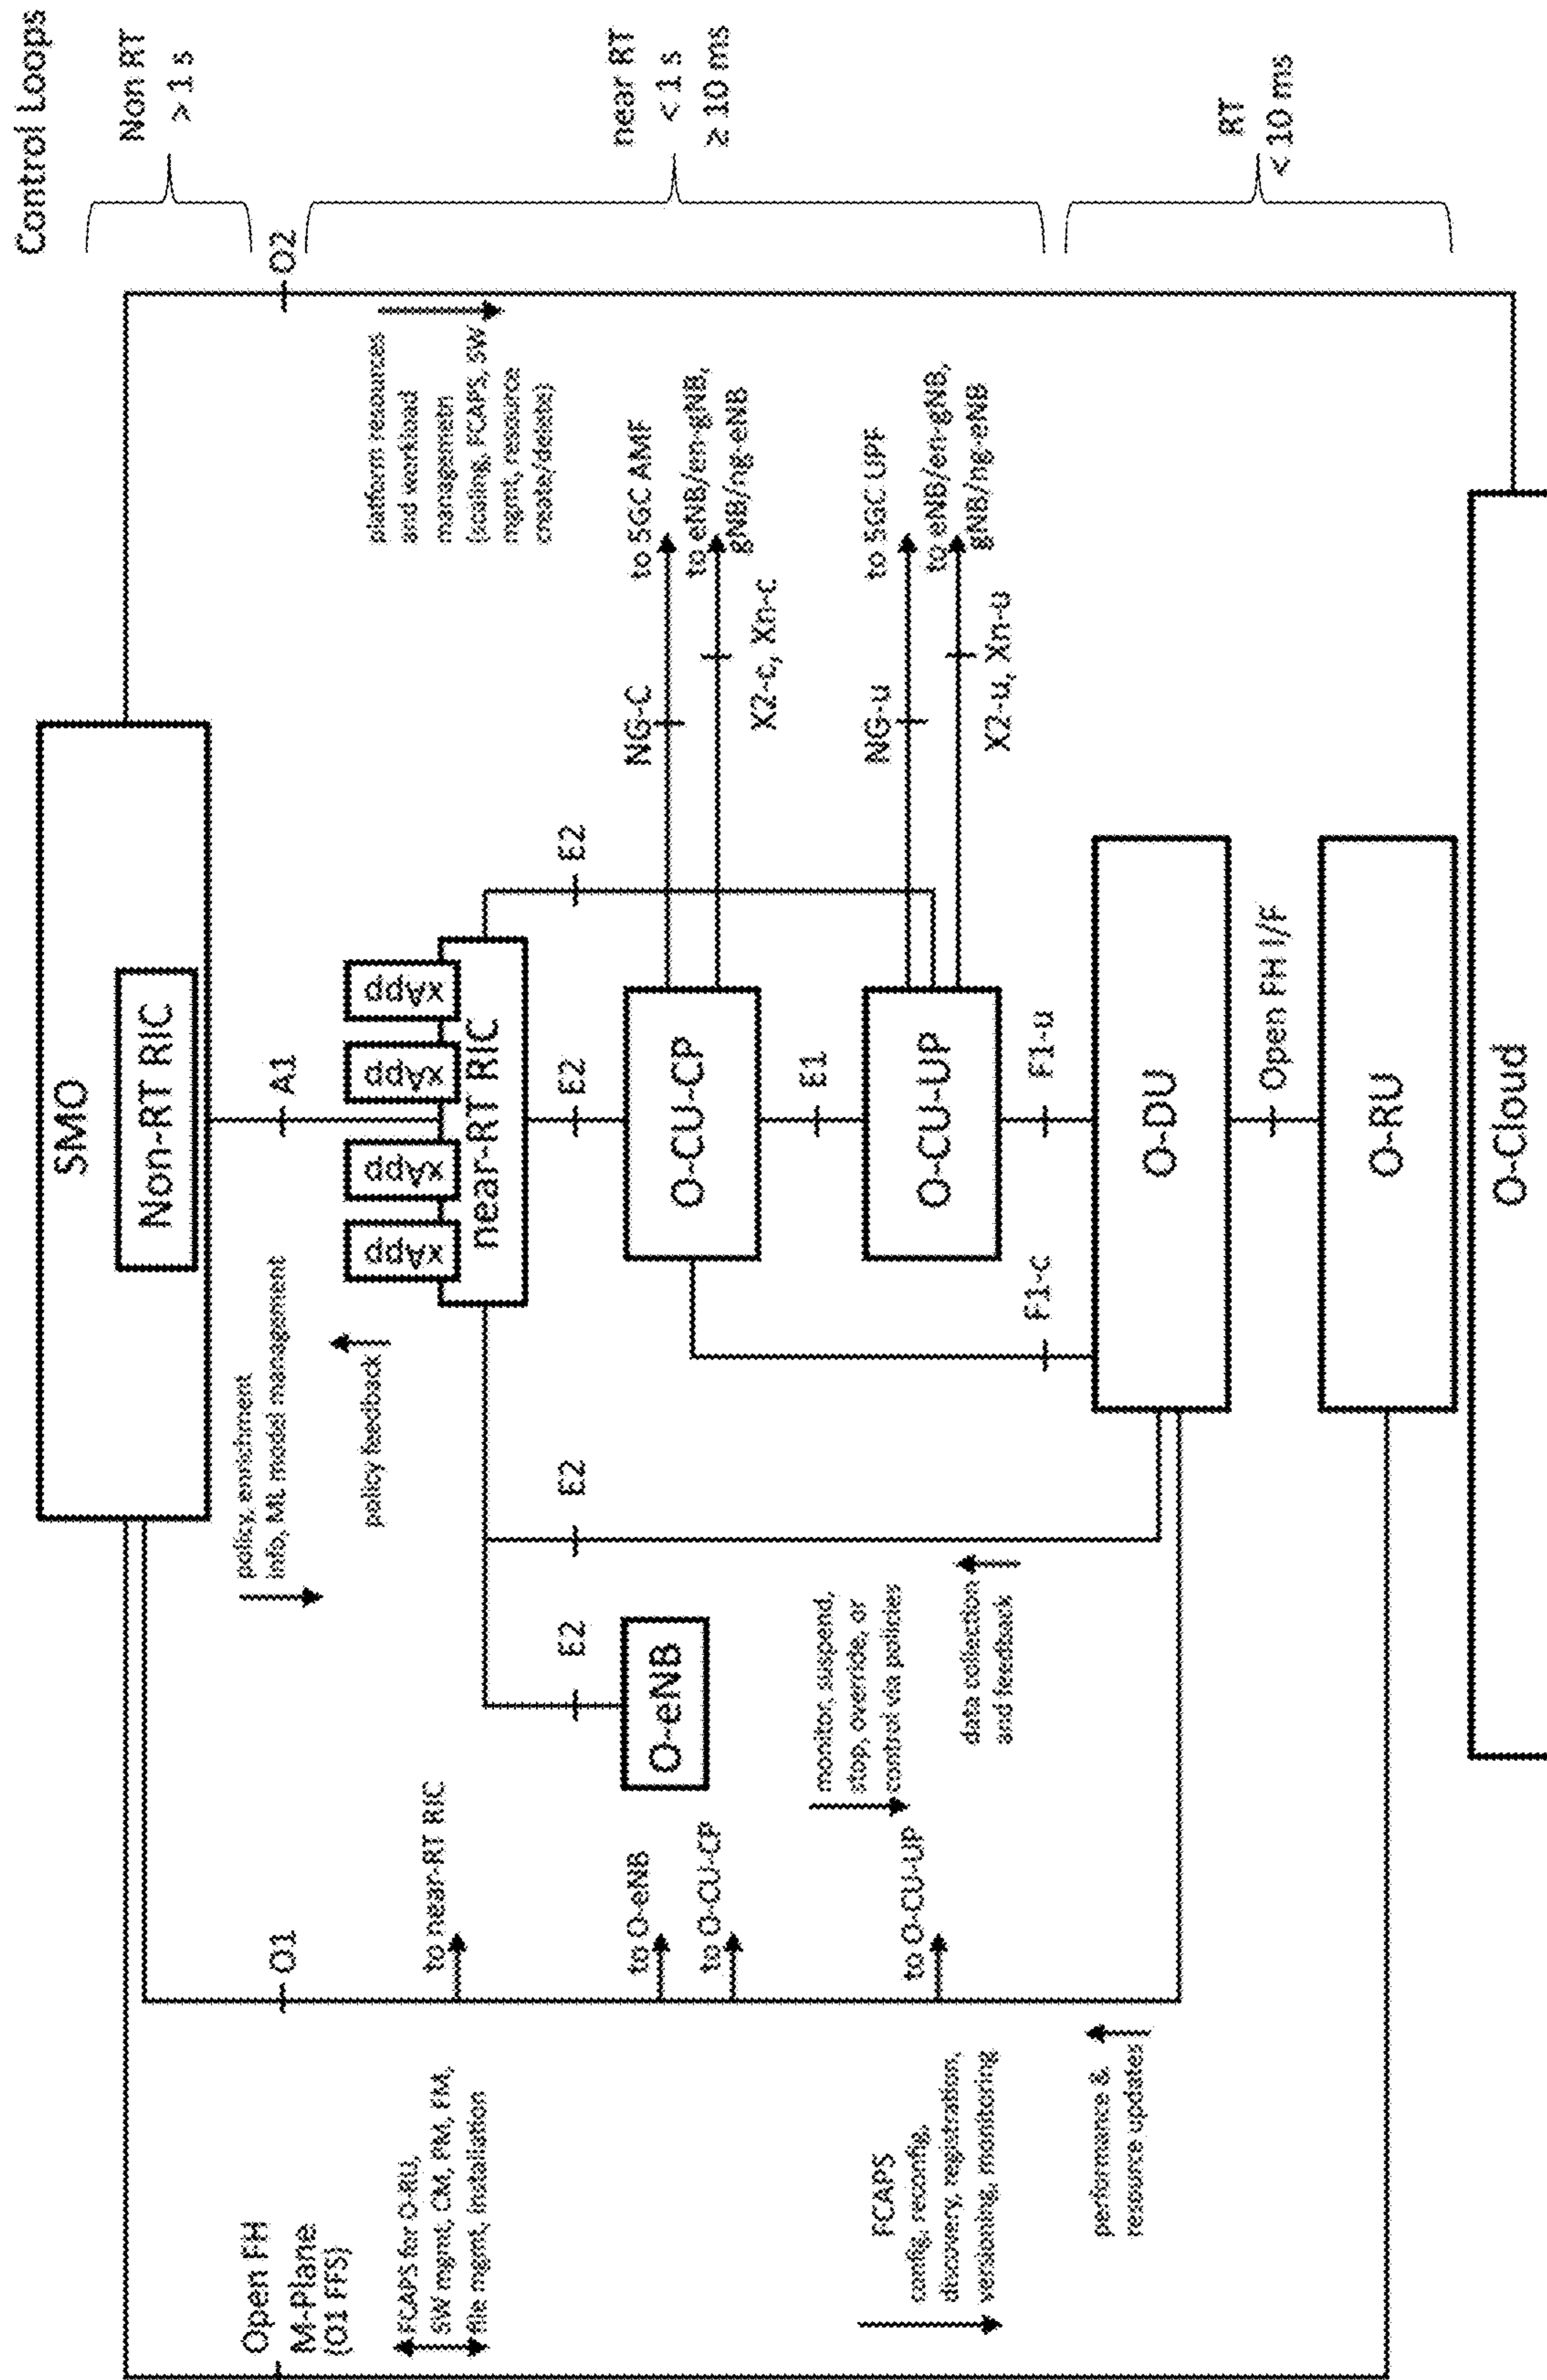 Control Loops
SMO
Non-RT RIC
Non RT
> 1 s
Open FH
M-Plane
(O1 FFS)
O1
A1
O2
policy, enrichment
info, ML model management
policy feedback
FCAPS for O-RU,
SW mgmt, CM, PM, FM,
file mgmt, installation
to near-RT RIC
xApp
xApp
xApp
xApp
near-RT RIC
platform resources
and workload
managemetn
(scaling, FCAPS, SW
mgmt, resource
create/delete)
near RT
< 1 s
≥ 10 ms
E2
E2
E2
E2
to O-eNB
O-eNB
to O-CU-CP
O-CU-CP
NG-C
to 5GC AMF
to eNB/en-gNB,
gNB/ng-eNB
X2-c, Xn-c
monitor, suspend,
stop, override, or
control via policies
E1
FCAPS
config, reconfig,
discovery, registration,
versioning, monitoring
to O-CU-UP
data collection
and feedback
O-CU-UP
NG-u
to 5GC UPF
to eNB/en-gNB,
gNB/ng-eNB
X2-u, Xn-u
F1-c
F1-u
performance &
resource updates
O-DU
Open FH I/F
RT
< 10 ms
O-RU
O-Cloud